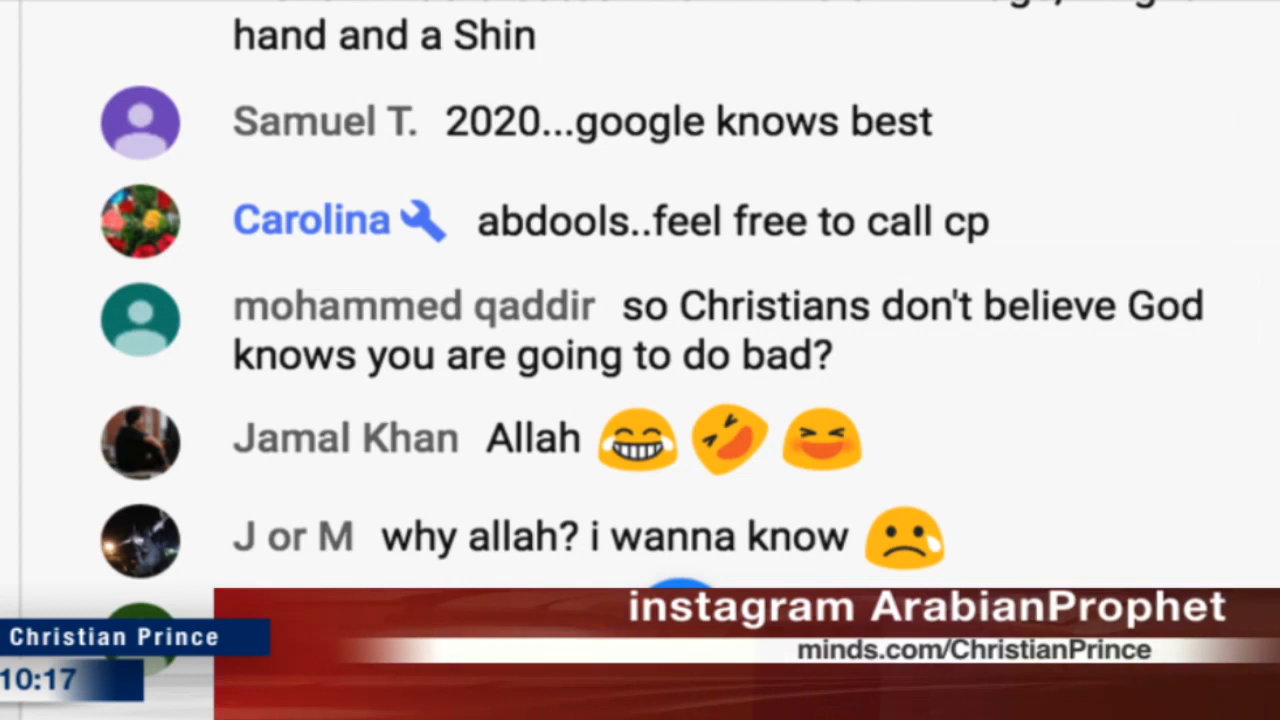 hand and a Shin
Samuel T. 2020...google knows best
Carolina abdools..feel free to call cp
mohammed qaddir so Christians don't believe God
knows you are going to do bad?
Jamal Khan Allah 😂 🤣 😆
J or M why allah? i wanna know 😢
instagram ArabianProphet
Christian Prince
minds.com/ChristianPrince
10:17